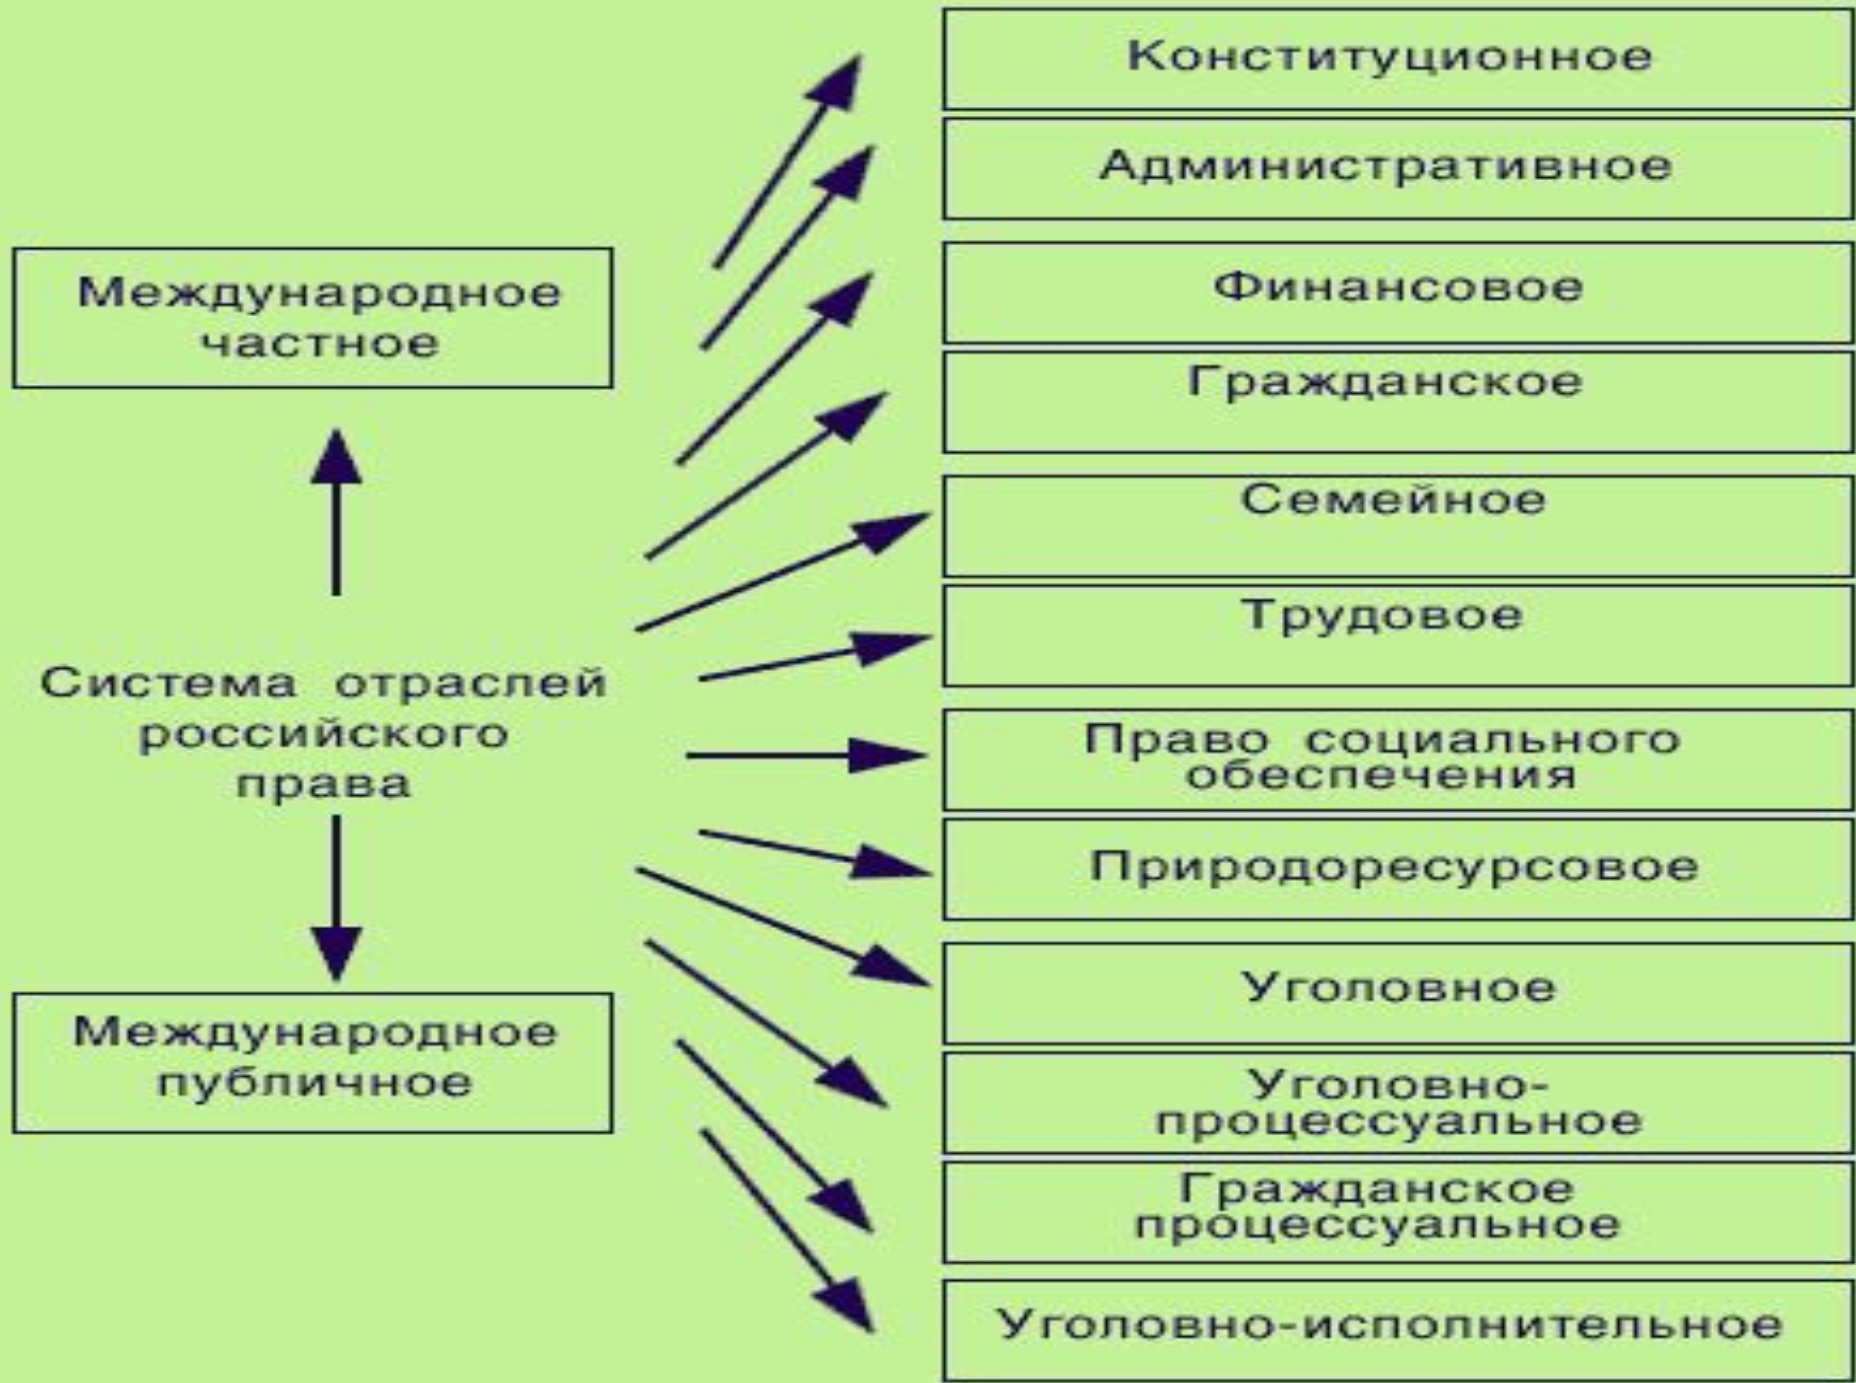 Международное
частное
Система отраслей
российского
права
Международное
публичное
Конституционное
Административное
Финансовое
Гражданское
Семейное
Трудовое
Право социального
обеспечения
Природоресурсовое
Уголовное
Уголовно-
процессуальное
Гражданское
процессуальное
Уголовно-исполнительное